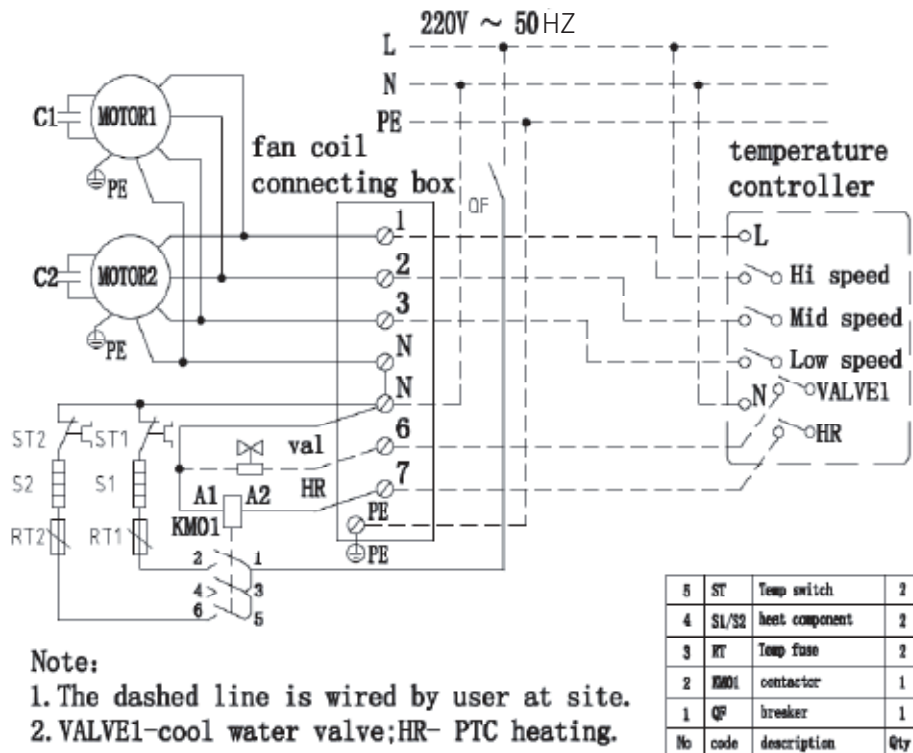 220V ~ 50HZ
L
N
PE
C1 MOTOR1
PE
fan coil
connecting box
QF
temperature
controller
C2 MOTOR2
PE
1
2
3
N
N
6
7
PE
PE
L
Hi speed
Mid speed
Low speed
N VALVE1
HR
ST2 ST1
S2 S1
RT2 RT1
val
HR
A1 A2
KM01
2 1
4 3
6 5
5 ST Temp switch 2
4 S1/S2 heat component 2
3 RT Temp fuse 2
2 KM01 contactor 1
1 QF breaker 1
No code description Qty
Note:
1. The dashed line is wired by user at site.
2. VALVE1-cool water valve;HR- PTC heating.